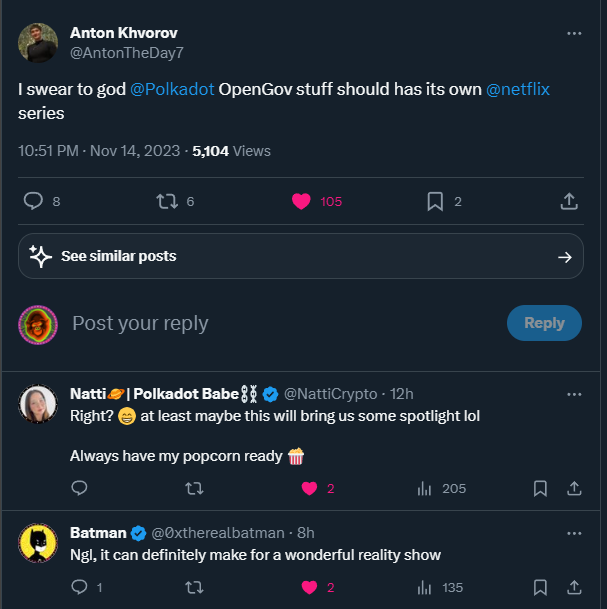 Anton Khvorov
@AntonTheDay7
I swear to god @Polkadot OpenGov stuff should has its own @netflix
series
10:51 PM · Nov 14, 2023 · 5,104 Views
8 6 105 2
See similar posts
Post your reply Reply
Natti🪐| Polkadot Babe⛓️ @NattiCrypto · 12h
Right? 😁 at least maybe this will bring us some spotlight lol
Always have my popcorn ready 🍿
2 205
Batman @0xtherealbatman · 8h
Ngl, it can definitely make for a wonderful reality show
1 2 135